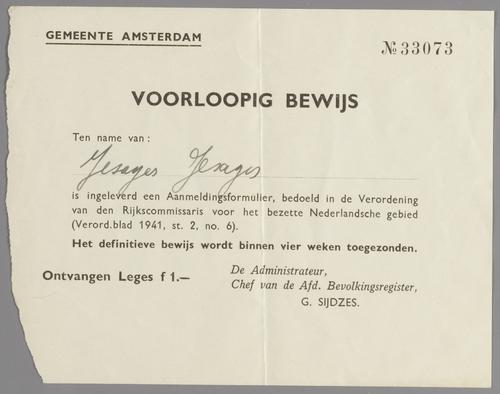 GEMEENTE AMSTERDAM
№ 33073
VOORLOOPIG BEWIJS
Ten name van :
Jesayes Jesayes
is ingeleverd een Aanmeldingsformulier, bedoeld in de Verordening
van den Rijkscommissaris voor het bezette Nederlandsche gebied
(Verord.blad 1941, st. 2, no. 6).
Het definitieve bewijs wordt binnen vier weken toegezonden.
Ontvangen Leges f 1.—
De Administrateur,
Chef van de Afd. Bevolkingsregister,
G. SIJDZES.